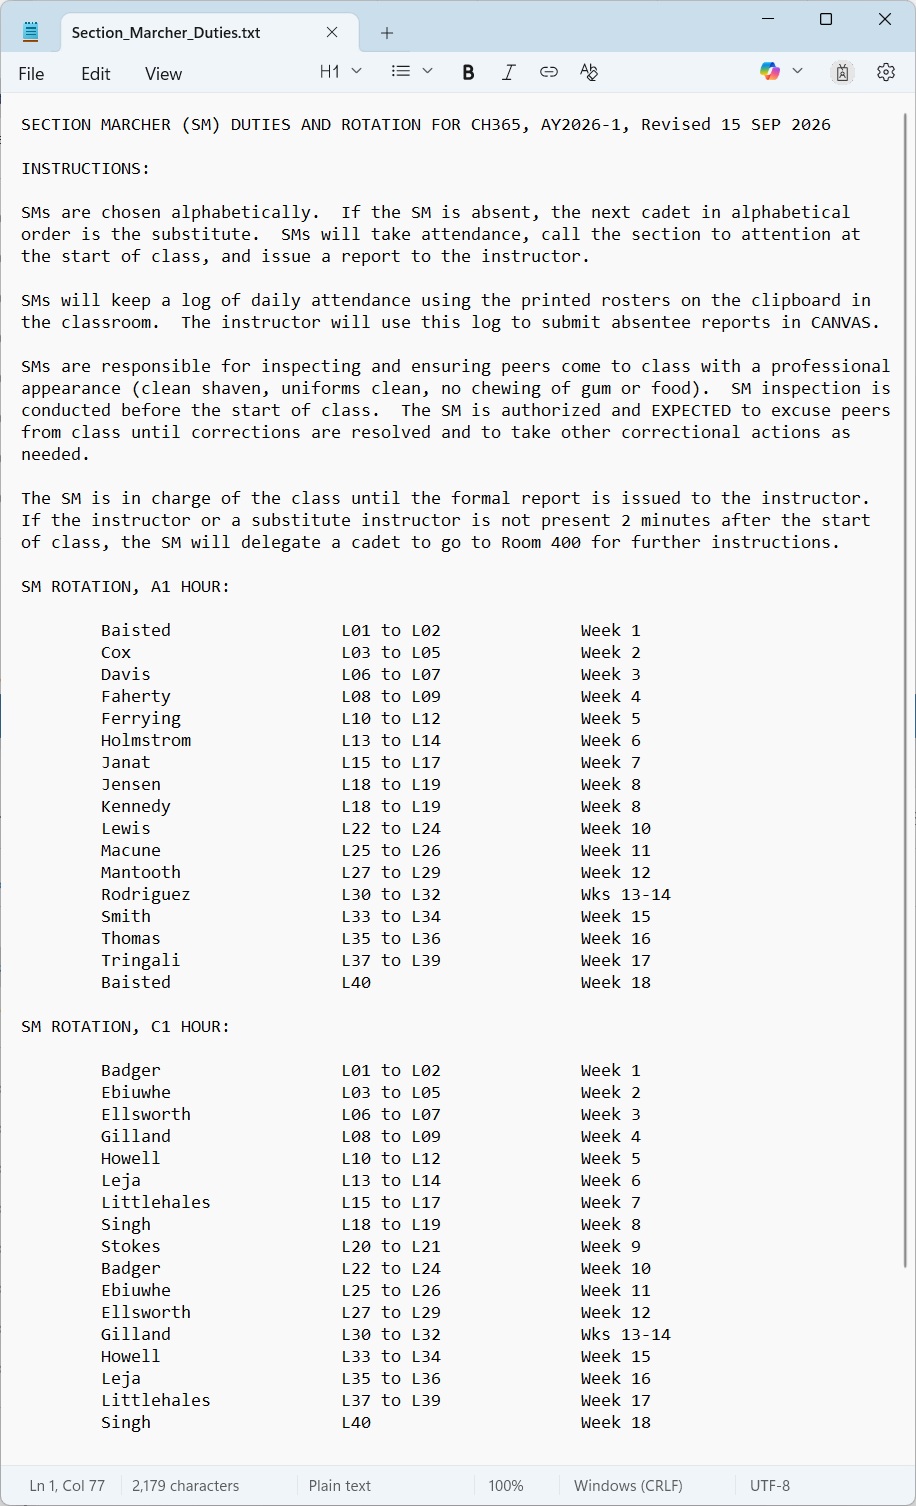 Section_Marcher_Duties.txt
File Edit View H1 B I
SECTION MARCHER (SM) DUTIES AND ROTATION FOR CH365, AY2026-1, Revised 15 SEP 2026
INSTRUCTIONS:
SMs are chosen alphabetically.  If the SM is absent, the next cadet in alphabetical
order is the substitute.  SMs will take attendance, call the section to attention at
the start of class, and issue a report to the instructor.
SMs will keep a log of daily attendance using the printed rosters on the clipboard in
the classroom.  The instructor will use this log to submit absentee reports in CANVAS.
SMs are responsible for inspecting and ensuring peers come to class with a professional
appearance (clean shaven, uniforms clean, no chewing of gum or food).  SM inspection is
conducted before the start of class.  The SM is authorized and EXPECTED to excuse peers
from class until corrections are resolved and to take other correctional actions as
needed.
The SM is in charge of the class until the formal report is issued to the instructor.
If the instructor or a substitute instructor is not present 2 minutes after the start
of class, the SM will delegate a cadet to go to Room 400 for further instructions.
SM ROTATION, A1 HOUR:
Baisted L01 to L02 Week 1
Cox L03 to L05 Week 2
Davis L06 to L07 Week 3
Faherty L08 to L09 Week 4
Ferrying L10 to L12 Week 5
Holmstrom L13 to L14 Week 6
Janat L15 to L17 Week 7
Jensen L18 to L19 Week 8
Kennedy L18 to L19 Week 8
Lewis L22 to L24 Week 10
Macune L25 to L26 Week 11
Mantooth L27 to L29 Week 12
Rodriguez L30 to L32 Wks 13-14
Smith L33 to L34 Week 15
Thomas L35 to L36 Week 16
Tringali L37 to L39 Week 17
Baisted L40 Week 18
SM ROTATION, C1 HOUR:
Badger L01 to L02 Week 1
Ebiuwhe L03 to L05 Week 2
Ellsworth L06 to L07 Week 3
Gilland L08 to L09 Week 4
Howell L10 to L12 Week 5
Leja L13 to L14 Week 6
Littlehales L15 to L17 Week 7
Singh L18 to L19 Week 8
Stokes L20 to L21 Week 9
Badger L22 to L24 Week 10
Ebiuwhe L25 to L26 Week 11
Ellsworth L27 to L29 Week 12
Gilland L30 to L32 Wks 13-14
Howell L33 to L34 Week 15
Leja L35 to L36 Week 16
Littlehales L37 to L39 Week 17
Singh L40 Week 18
Ln 1, Col 77 2,179 characters Plain text 100% Windows (CRLF) UTF-8